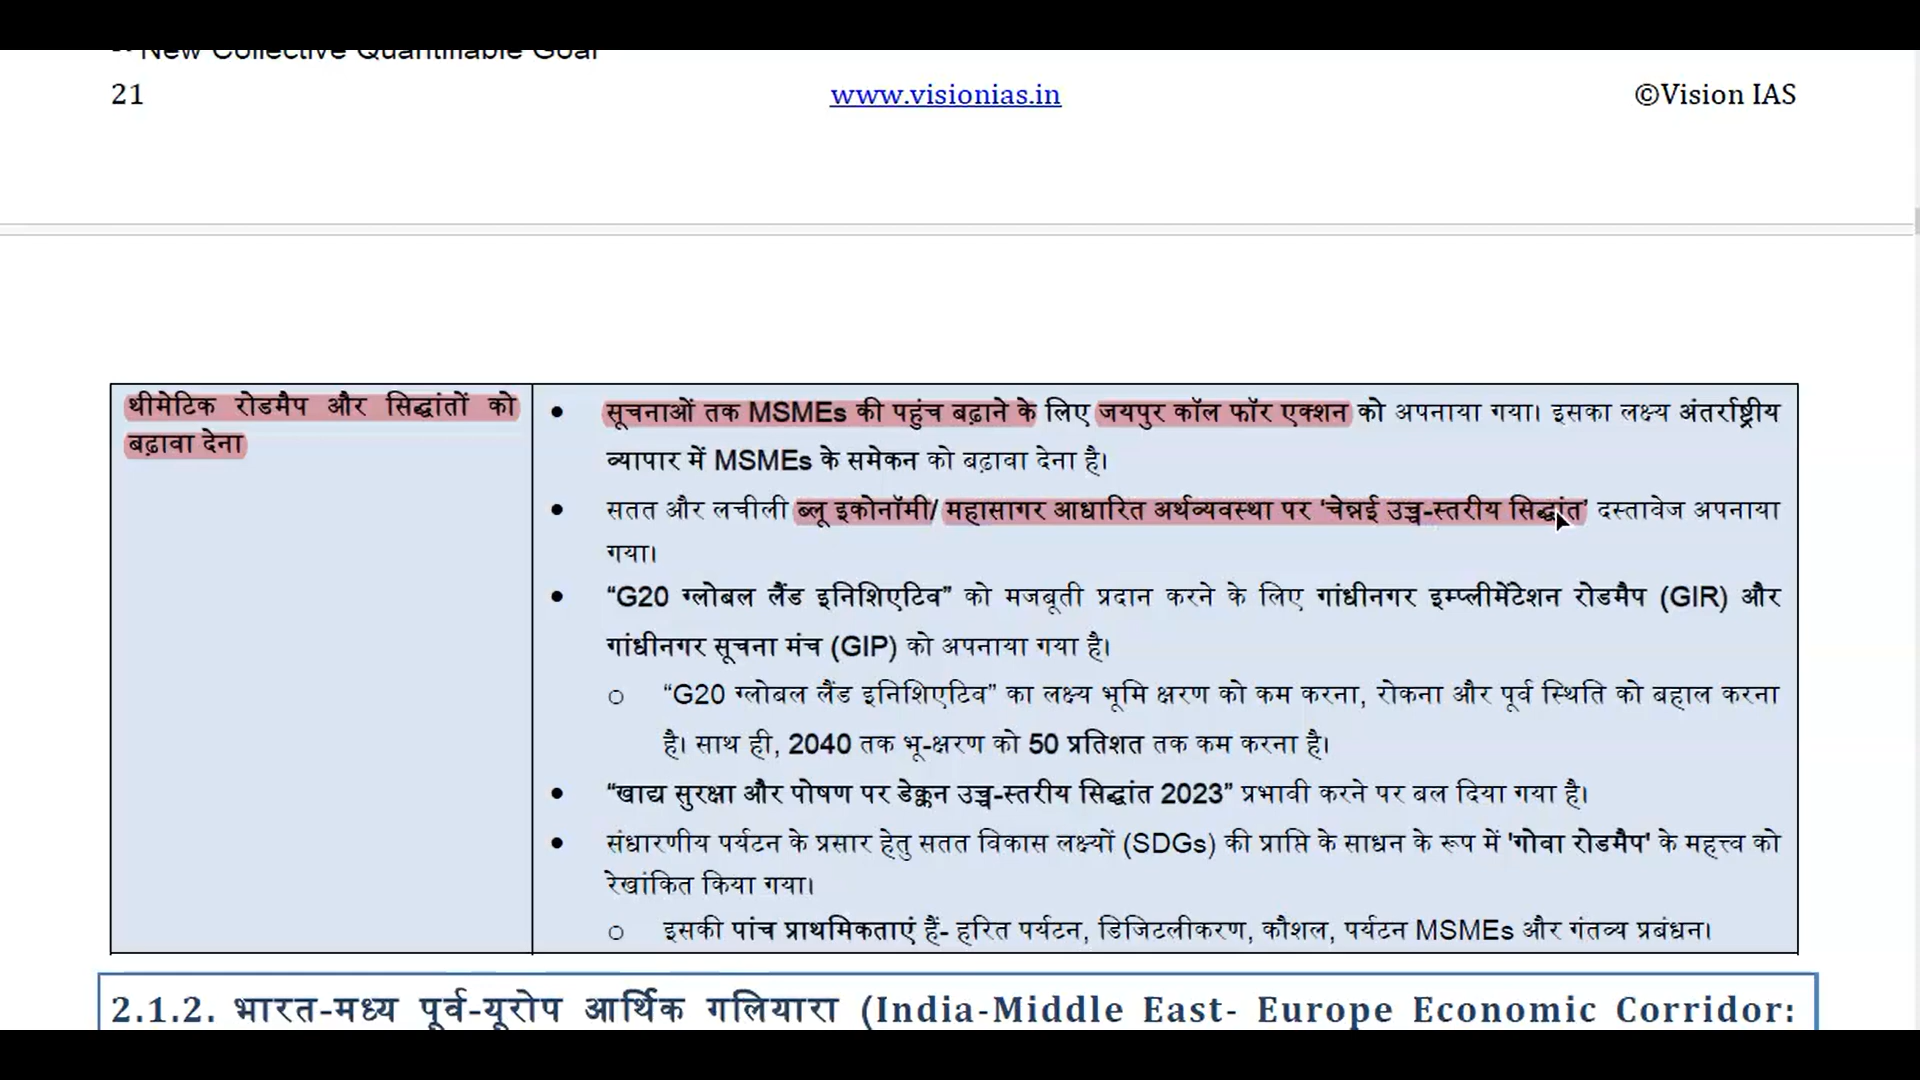 New Collective Quantifiable Goal
21 www.visionias.in ©Vision IAS
थीमेटिक रोडमैप और सिद्धांतों को
बढ़ावा देना
• सूचनाओं तक MSMEs की पहुंच बढ़ाने के लिए जयपुर कॉल फॉर एक्शन को अपनाया गया। इसका लक्ष्य अंतर्राष्ट्रीय
व्यापार में MSMEs के समेकन को बढ़ावा देना है।
• सतत और लचीली ब्लू इकोनॉमी/ महासागर आधारित अर्थव्यवस्था पर 'चेन्नई उच्च-स्तरीय सिद्धांत' दस्तावेज अपनाया
गया।
• “G20 ग्लोबल लैंड इनिशिएटिव” को मजबूती प्रदान करने के लिए गांधीनगर इम्प्लीमेंटेशन रोडमैप (GIR) और
गांधीनगर सूचना मंच (GIP) को अपनाया गया है।
o “G20 ग्लोबल लैंड इनिशिएटिव” का लक्ष्य भूमि क्षरण को कम करना, रोकना और पूर्व स्थिति को बहाल करना
है। साथ ही, 2040 तक भू-क्षरण को 50 प्रतिशत तक कम करना है।
• “खाद्य सुरक्षा और पोषण पर डेक्कन उच्च-स्तरीय सिद्धांत 2023” प्रभावी करने पर बल दिया गया है।
• संधारणीय पर्यटन के प्रसार हेतु सतत विकास लक्ष्यों (SDGs) की प्राप्ति के साधन के रूप में 'गोवा रोडमैप' के महत्त्व को
रेखांकित किया गया।
o इसकी पांच प्राथमिकताएं हैं- हरित पर्यटन, डिजिटलीकरण, कौशल, पर्यटन MSMEs और गंतव्य प्रबंधन।
2.1.2. भारत-मध्य पूर्व-यूरोप आर्थिक गलियारा (India-Middle East- Europe Economic Corridor: